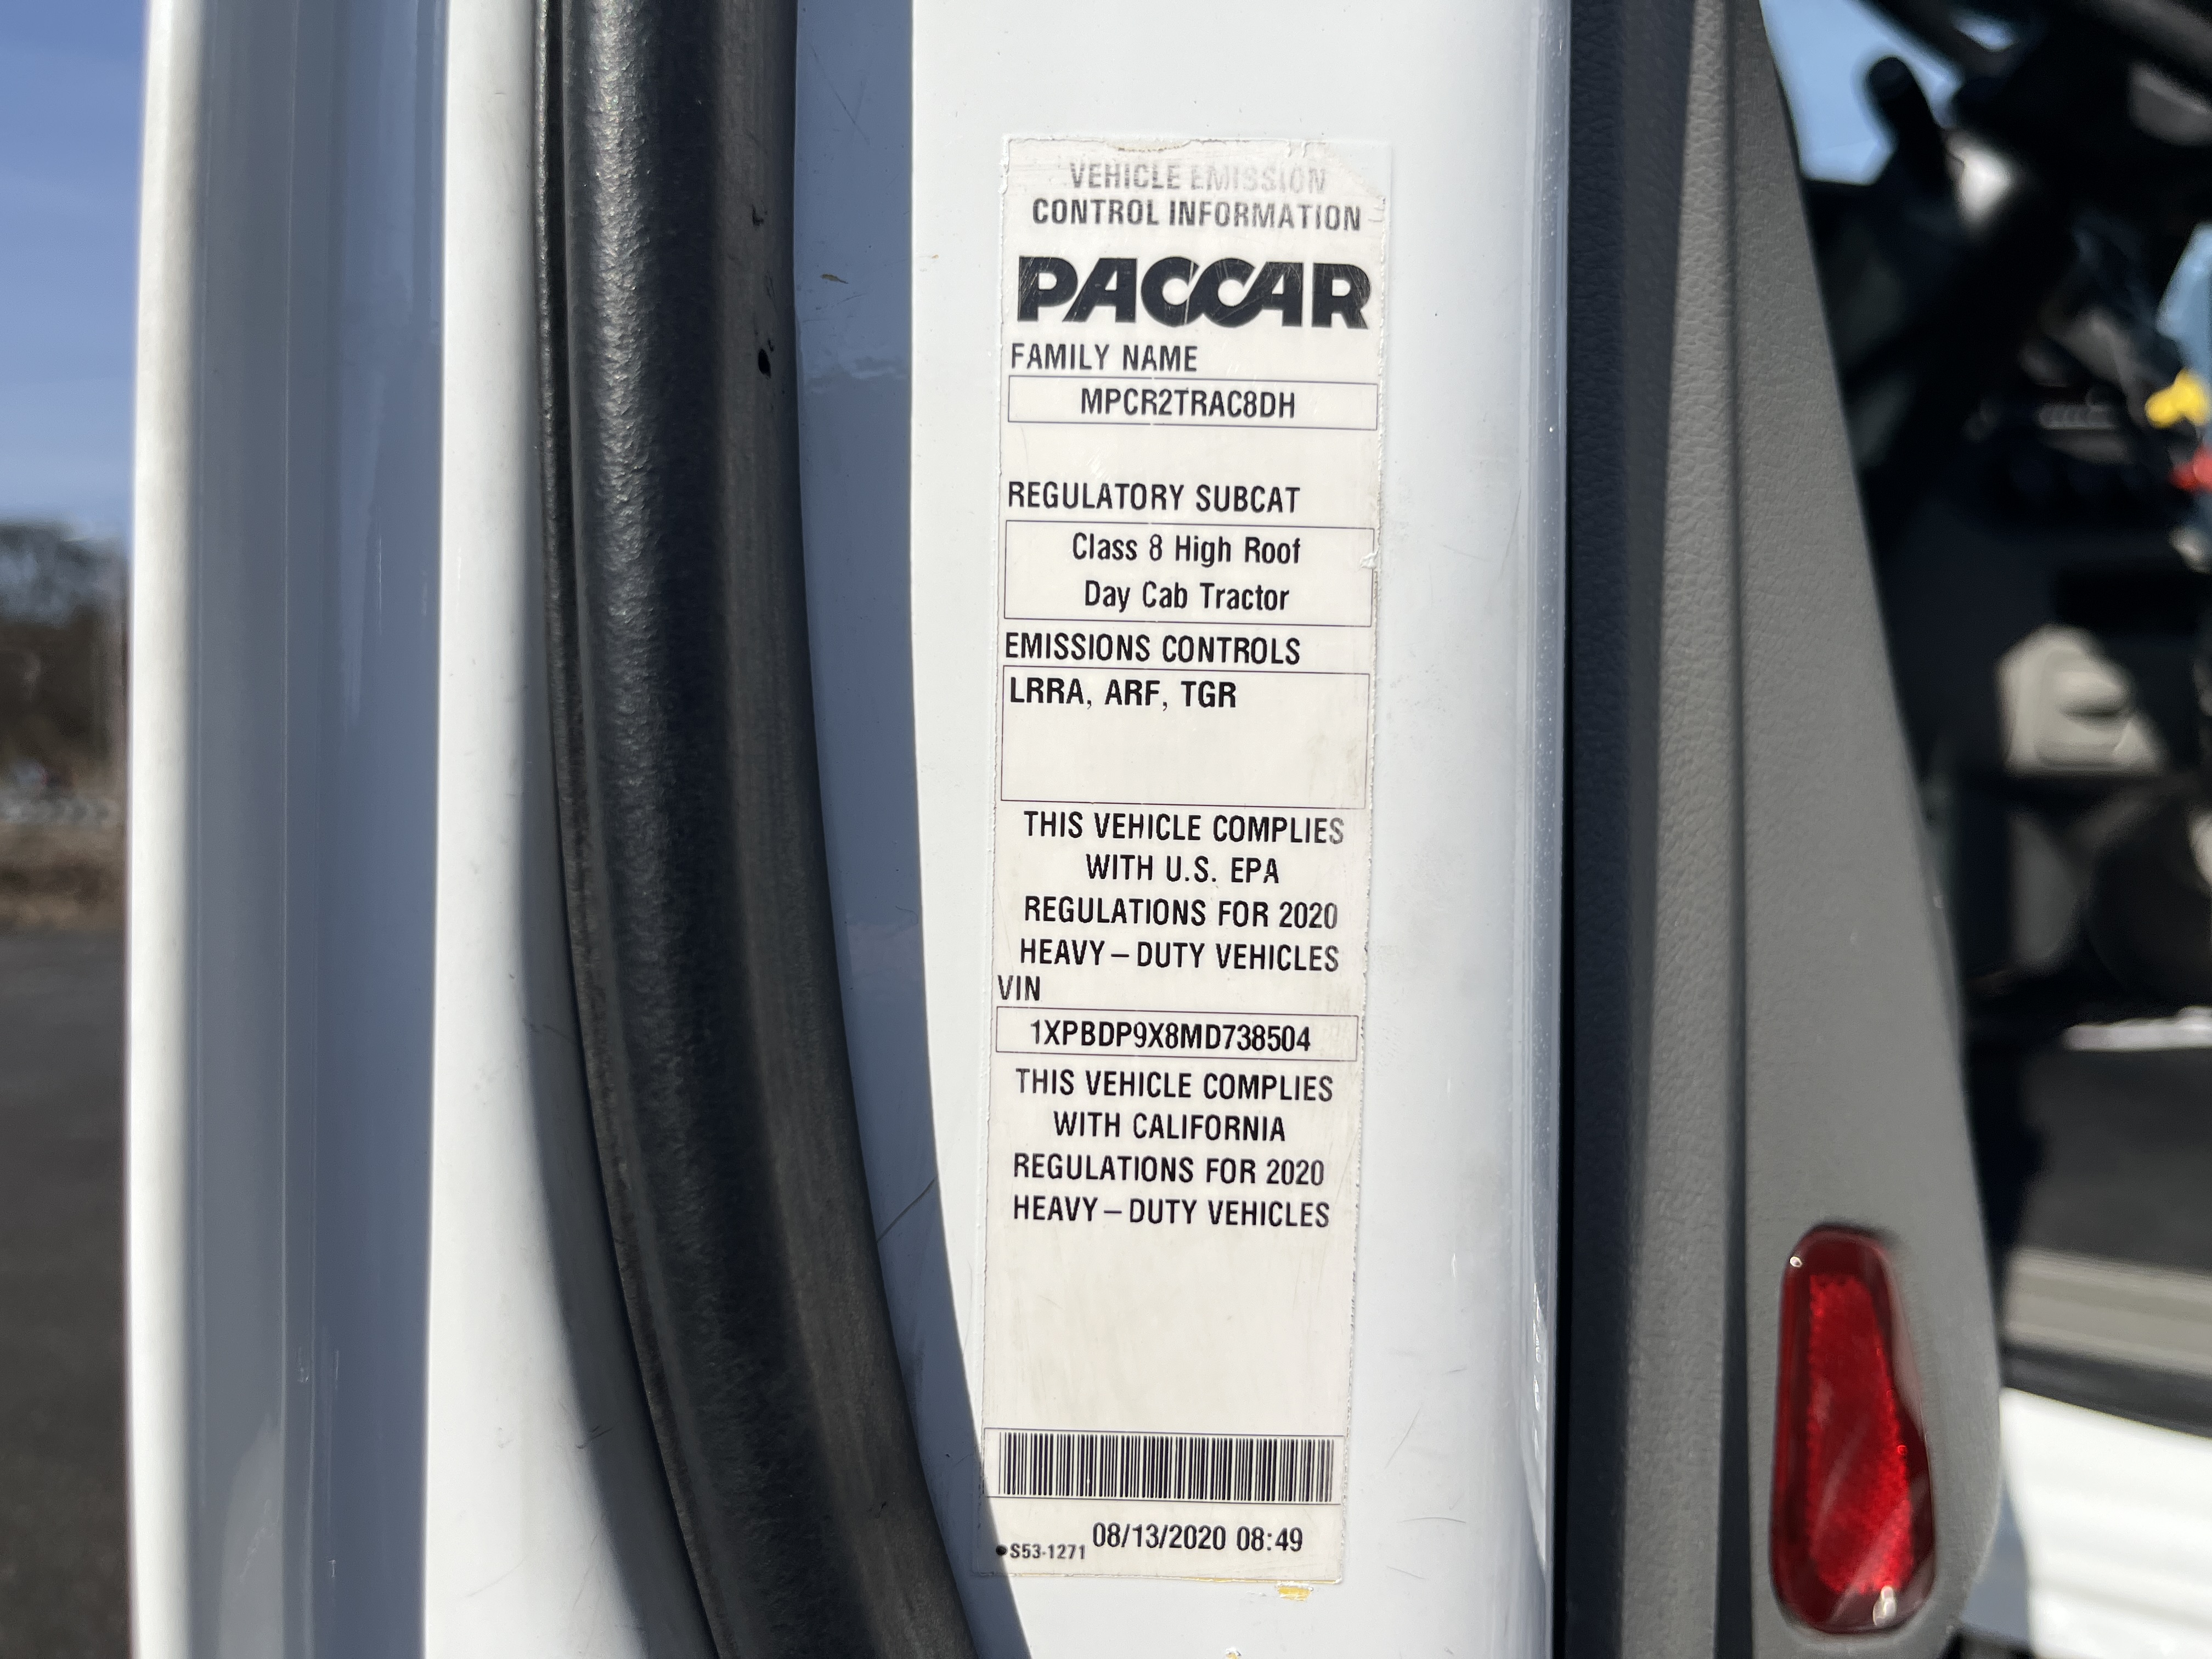 VEHICLE EMISSION
CONTROL INFORMATION
PACCAR
FAMILY NAME
MPCR2TRAC8DH
REGULATORY SUBCAT
Class 8 High Roof
Day Cab Tractor
EMISSIONS CONTROLS
LRRA, ARF, TGR
THIS VEHICLE COMPLIES
WITH U.S. EPA
REGULATIONS FOR 2020
HEAVY–DUTY VEHICLES
VIN
1XPBDP9X8MD738504
THIS VEHICLE COMPLIES
WITH CALIFORNIA
REGULATIONS FOR 2020
HEAVY–DUTY VEHICLES
S53-1271 08/13/2020 08:49